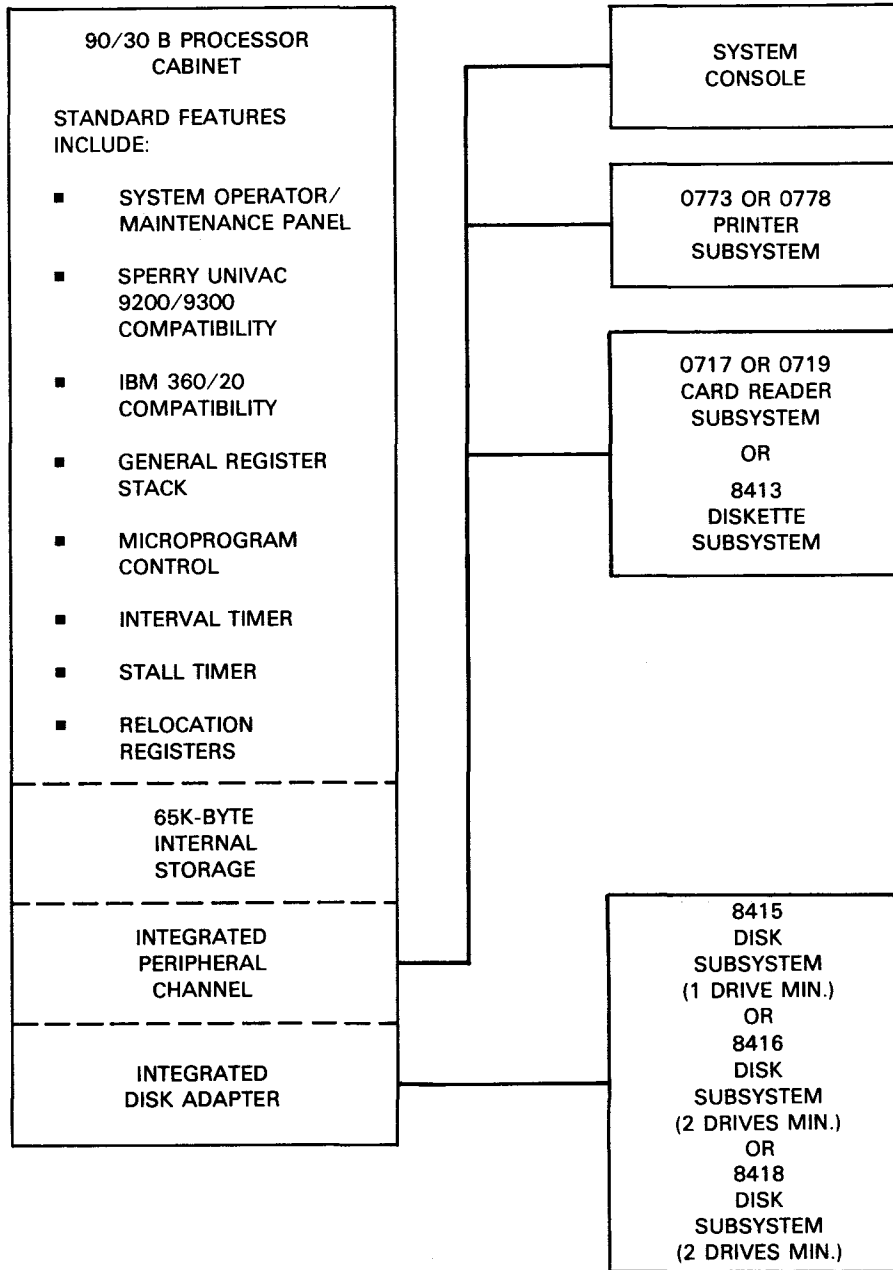 90/30 B PROCESSOR
CABINET
STANDARD FEATURES
INCLUDE:
■ SYSTEM OPERATOR/
MAINTENANCE PANEL
■ SPERRY UNIVAC
9200/9300
COMPATIBILITY
■ IBM 360/20
COMPATIBILITY
■ GENERAL REGISTER
STACK
■ MICROPROGRAM
CONTROL
■ INTERVAL TIMER
■ STALL TIMER
■ RELOCATION
REGISTERS
65K-BYTE
INTERNAL
STORAGE
INTEGRATED
PERIPHERAL
CHANNEL
INTEGRATED
DISK ADAPTER
SYSTEM
CONSOLE
0773 OR 0778
PRINTER
SUBSYSTEM
0717 OR 0719
CARD READER
SUBSYSTEM
OR
8413
DISKETTE
SUBSYSTEM
8415
DISK
SUBSYSTEM
(1 DRIVE MIN.)
OR
8416
DISK
SUBSYSTEM
(2 DRIVES MIN.)
OR
8418
DISK
SUBSYSTEM
(2 DRIVES MIN.)